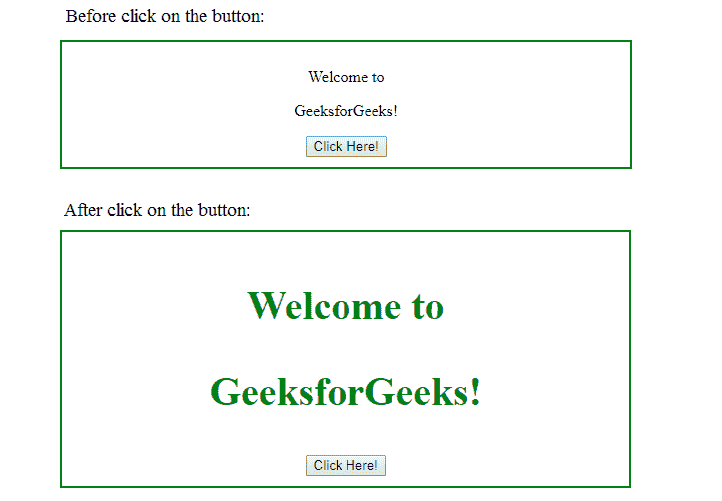 Before click on the button:
Welcome to
GeeksforGeeks!
Click Here!
After click on the button:
Welcome to
GeeksforGeeks!
Click Here!